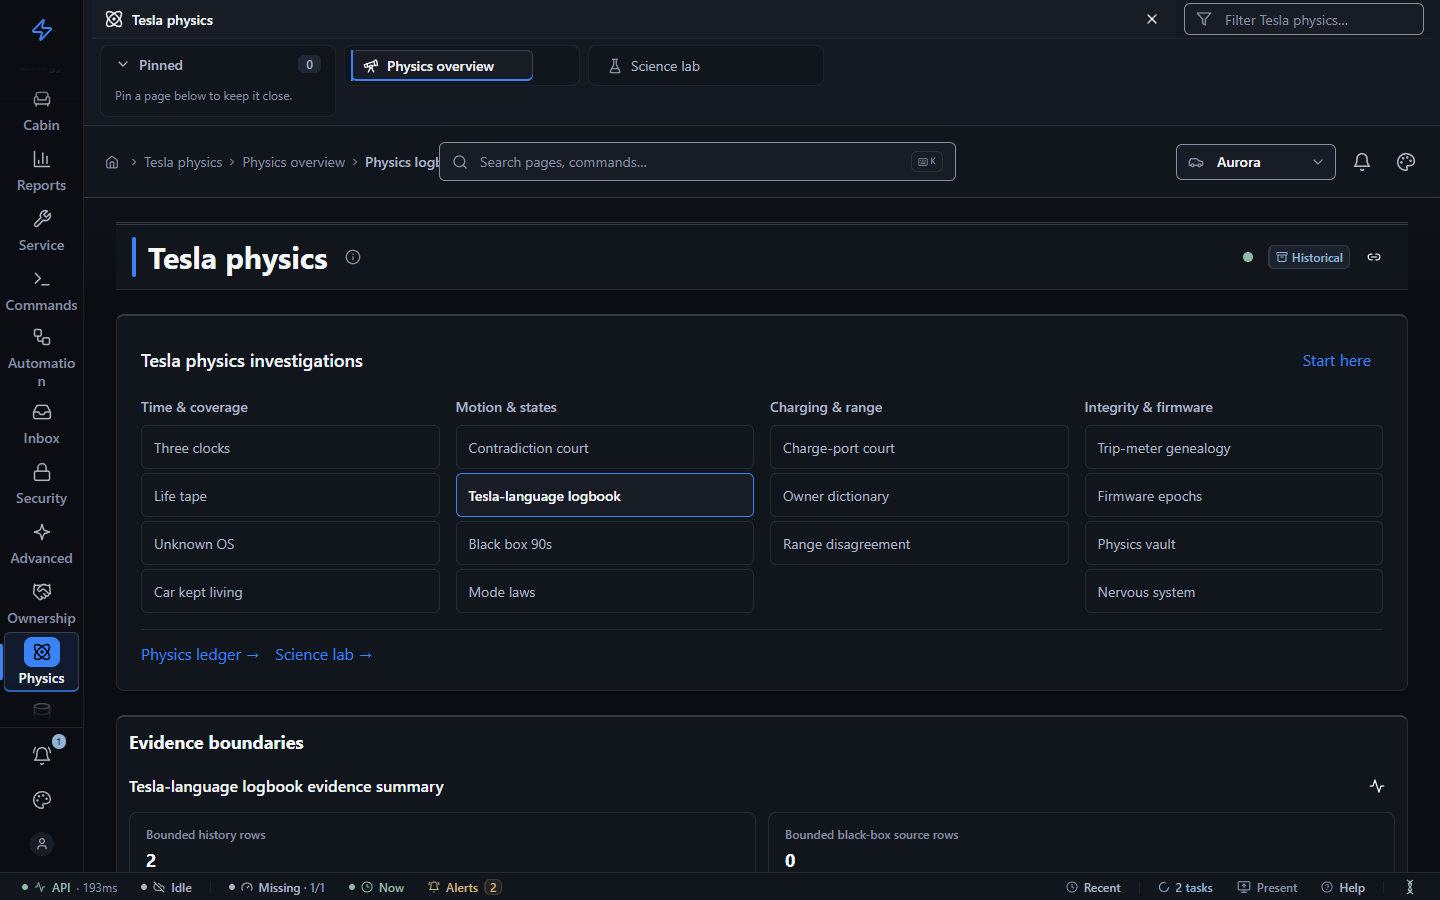 Tesla physics
Filter Tesla physics...
Pinned
0
Pin a page below to keep it close.
Physics overview
Science lab
Cabin
Reports
Service
Commands
Automatio
n
Inbox
Security
Advanced
Ownership
Physics
1
Tesla physics
Physics overview
Physics logb
Search pages, commands...
K
Aurora
Tesla physics
Historical
Tesla physics investigations
Start here
Time & coverage
Three clocks
Life tape
Unknown OS
Car kept living
Motion & states
Contradiction court
Tesla-language logbook
Black box 90s
Mode laws
Charging & range
Charge-port court
Owner dictionary
Range disagreement
Integrity & firmware
Trip-meter genealogy
Firmware epochs
Physics vault
Nervous system
Physics ledger →
Science lab →
Evidence boundaries
Tesla-language logbook evidence summary
Bounded history rows
2
Bounded black-box source rows
0
API · 193ms
Idle
Missing · 1/1
Now
Alerts 2
Recent
2 tasks
Present
Help